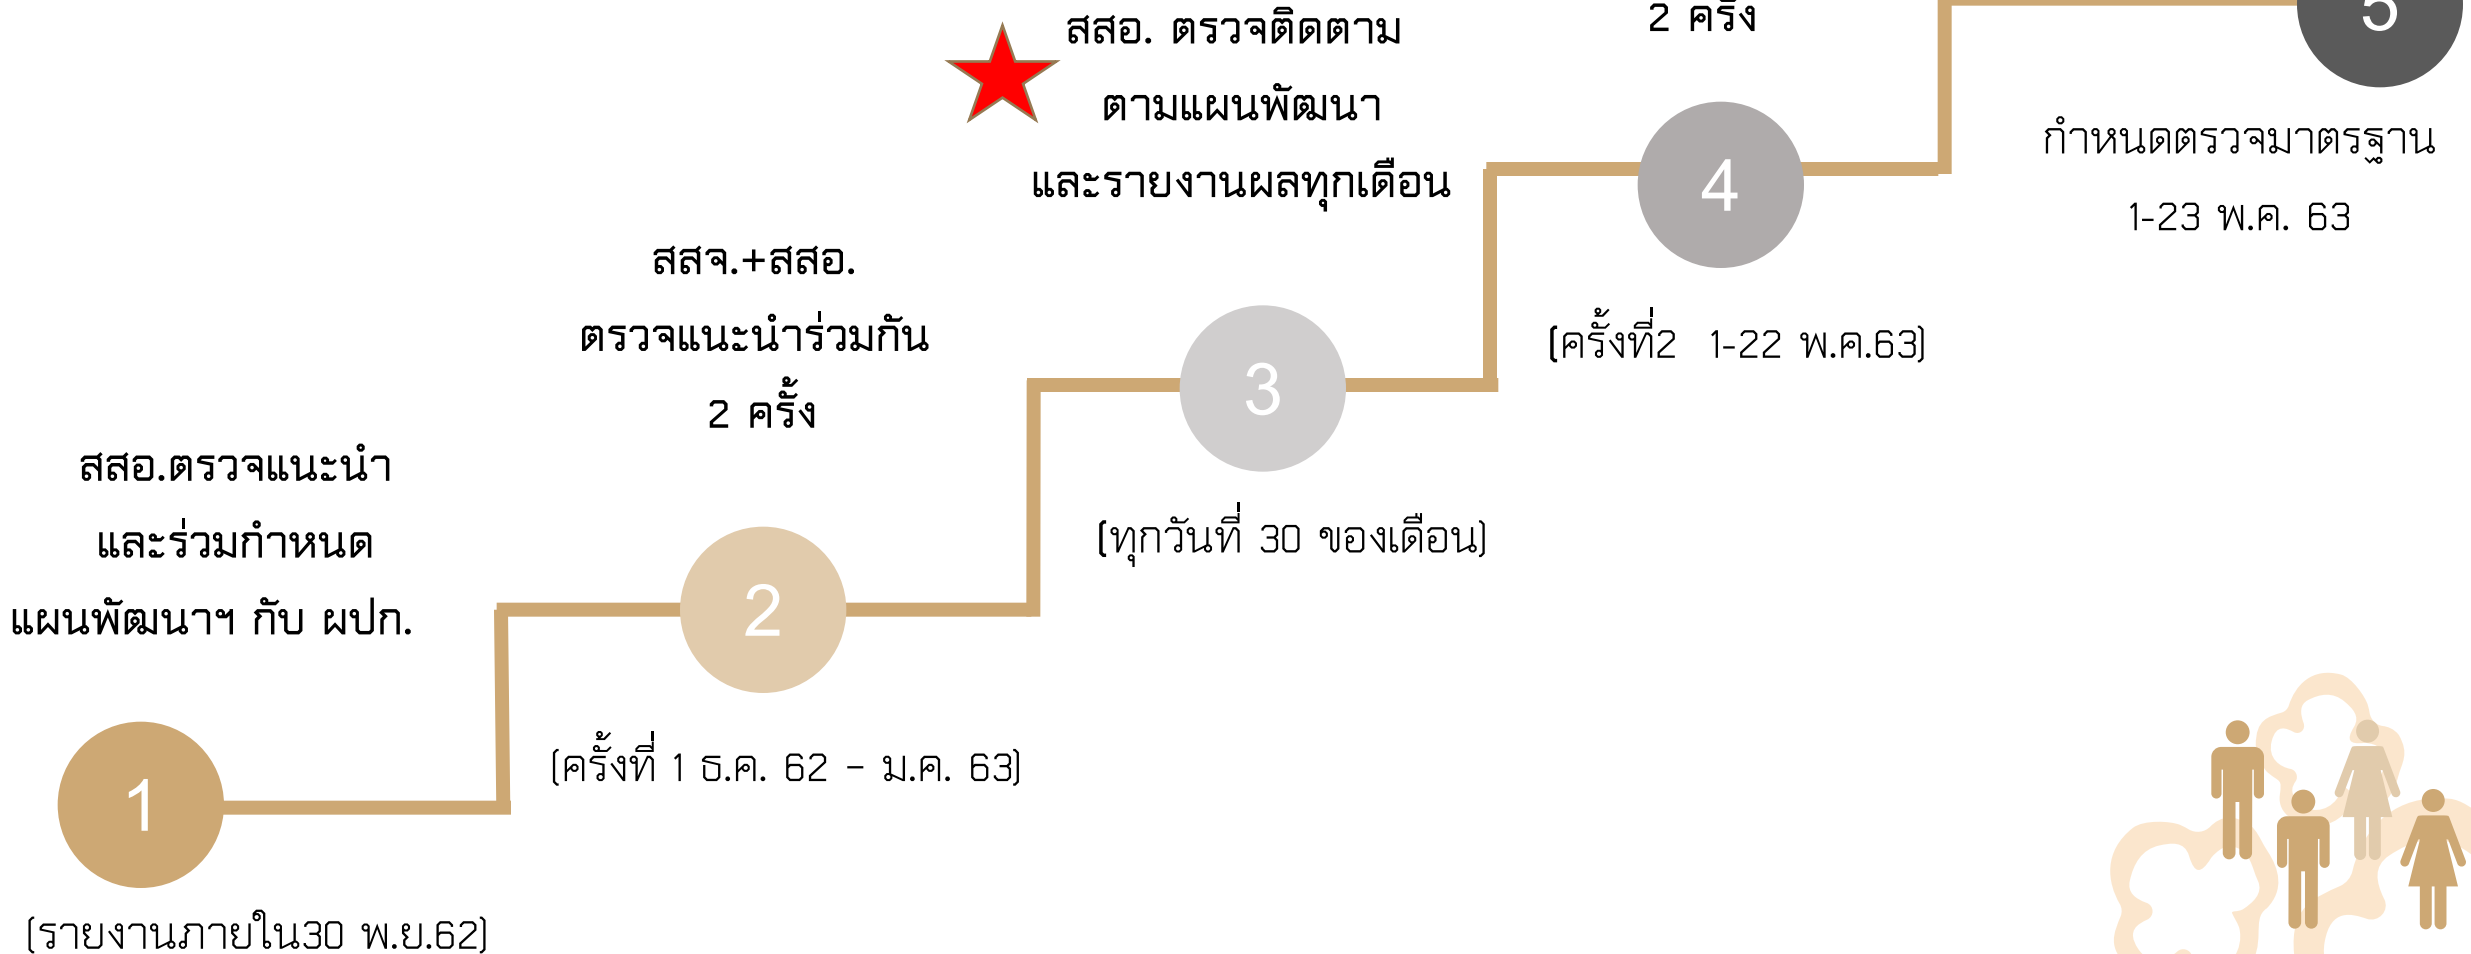 สสอ.ตรวจแนะนำ
และร่วมกำหนด
แผนพัฒนาฯ กับ ผปก.
1
(รายงานภายใน30 พ.ย.62)
สสจ.+สสอ.
ตรวจแนะนำร่วมกัน
2 ครั้ง
2
(ครั้งที่ 1 ธ.ค. 62 - ม.ค. 63)
สสอ. ตรวจติดตาม
ตามแผนพัฒนา
และรายงานผลทุกเดือน
3
(ทุกวันที่ 30 ของเดือน)
2 ครั้ง
4
(ครั้งที่2 1-22 พ.ค.63)
5
กำหนดตรวจมาตรฐาน
1-23 พ.ค. 63